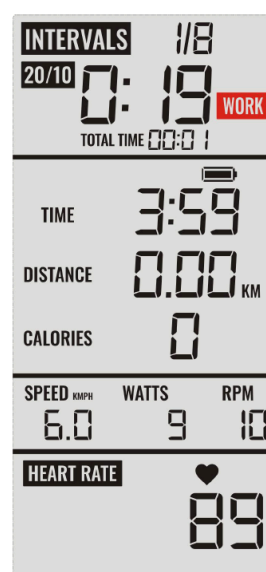 INTERVALS 1/8
20/10 0:19 WORK
TOTAL TIME 00:01
TIME 3:59
DISTANCE 0.00 KM
CALORIES 0
SPEED KMPH WATTS RPM
6.0 9 10
HEART RATE
89